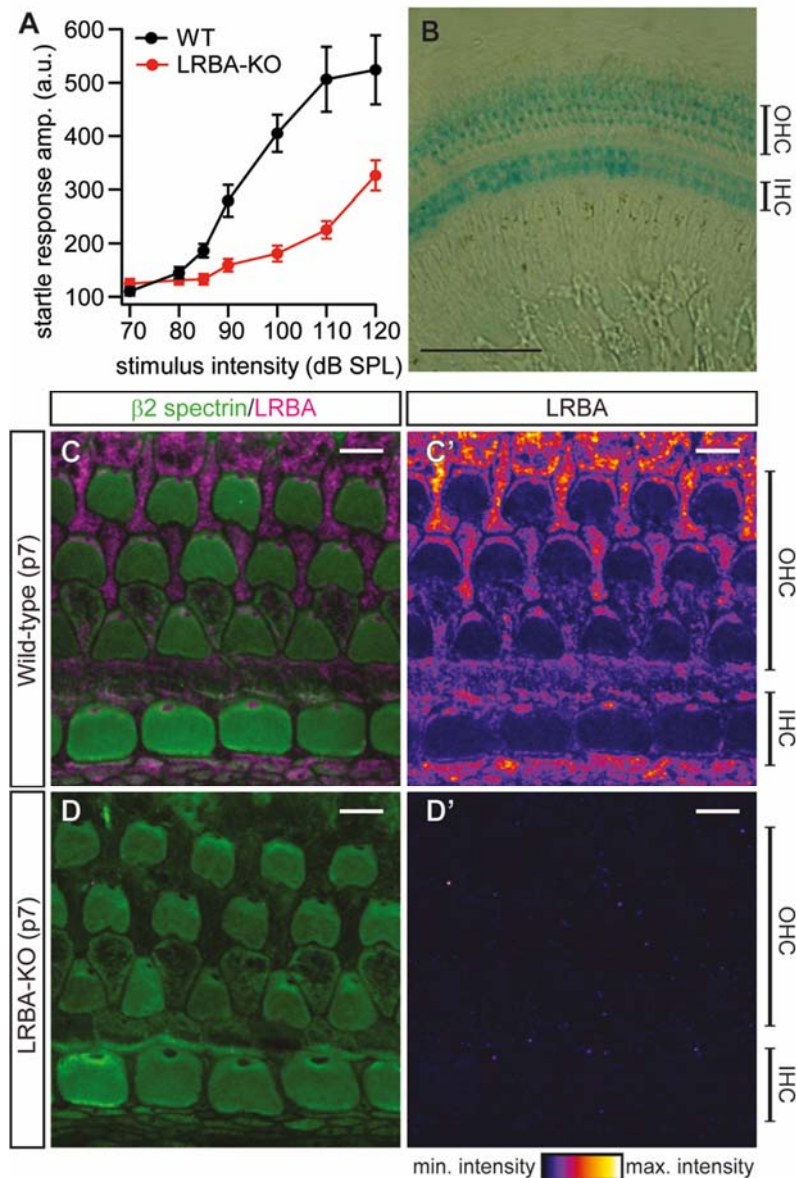 A
WT
LRBA-KO
startle response amp. (a.u.)
600
500
400
300
200
100
70
80
90
100
110
120
stimulus intensity (dB SPL)
B
OHC
IHC
β2 spectrin/LRBA
LRBA
Wild-type (p7)
C
C'
OHC
IHC
LRBA-KO (p7)
D
D'
OHC
IHC
min. intensity
max. intensity